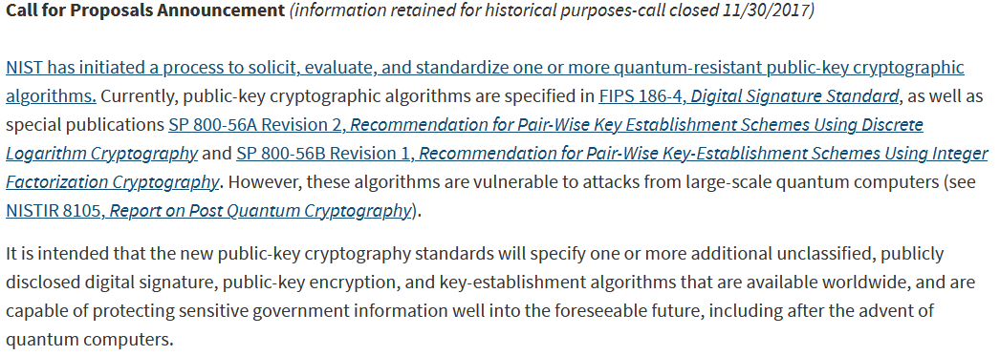 Call for Proposals Announcement (information retained for historical purposes-call closed 11/30/2017)
NIST has initiated a process to solicit, evaluate, and standardize one or more quantum-resistant public-key cryptographic
algorithms. Currently, public-key cryptographic algorithms are specified in FIPS 186-4, Digital Signature Standard, as well as
special publications SP 800-56A Revision 2, Recommendation for Pair-Wise Key Establishment Schemes Using Discrete
Logarithm Cryptography and SP 800-56B Revision 1, Recommendation for Pair-Wise Key-Establishment Schemes Using Integer
Factorization Cryptography. However, these algorithms are vulnerable to attacks from large-scale quantum computers (see
NISTIR 8105, Report on Post Quantum Cryptography).
It is intended that the new public-key cryptography standards will specify one or more additional unclassified, publicly
disclosed digital signature, public-key encryption, and key-establishment algorithms that are available worldwide, and are
capable of protecting sensitive government information well into the foreseeable future, including after the advent of
quantum computers.